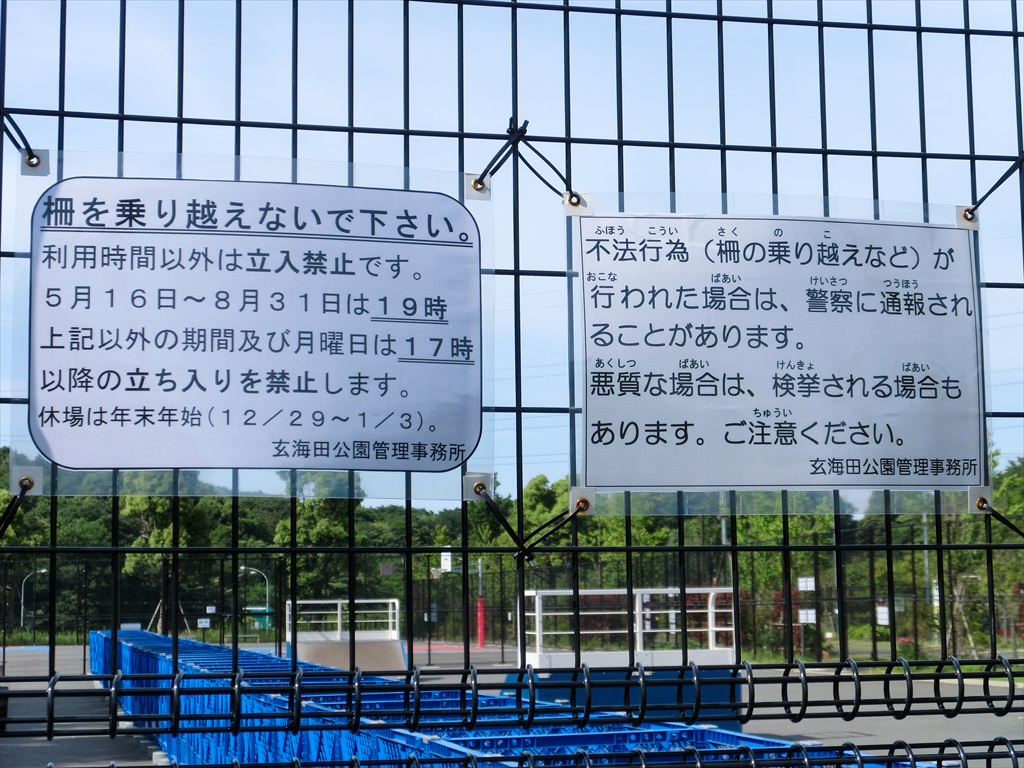 柵を乗り越えないで下さい。
利用時間以外は立入禁止です。
５月１６日～８月３１日は１９時
上記以外の期間及び月曜日は１７時
以降の立ち入りを禁止します。
休場は年末年始(１２／２９～１／３)。
玄海田公園管理事務所
ふほう こうい さく の こ
不法行為（柵の乗り越えなど）が
おこな ばあい けいさつ つうほう
行われた場合は、警察に通報され
ることがあります。
あくしつ ばあい けんきょ ばあい
悪質な場合は、検挙される場合も
ちゅうい
あります。ご注意ください。
玄海田公園管理事務所